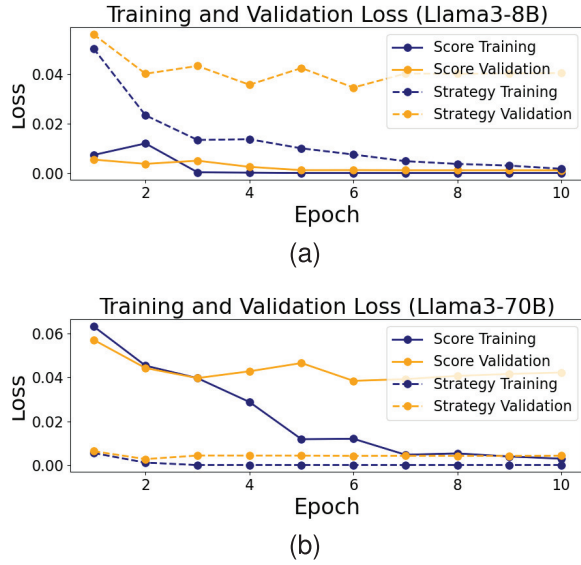 Training and Validation Loss (Llama3-8B)
Score Training
Score Validation
Strategy Training
Strategy Validation
Loss
0.04
0.02
0.00
2 4 6 8 10
Epoch
(a)
Training and Validation Loss (Llama3-70B)
Score Training
Score Validation
Strategy Training
Strategy Validation
Loss
0.06
0.04
0.02
0.00
2 4 6 8 10
Epoch
(b)